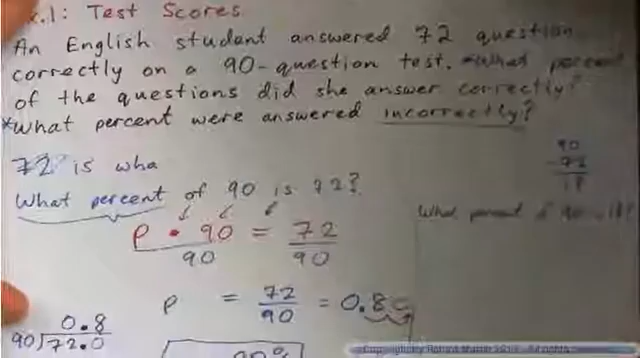 x.1: Test Scores
An English student answered 72 question
correctly on a 90-question test. *What percent
of the questions did she answer correctly?
*What percent were answered incorrectly?
72 is wha
What percent of 90 is 72?
P • 90 = 72
90 90
P = 72/90 = 0.8
0.8
90 72.0
90
-72
18
What percent of 90 is 18?